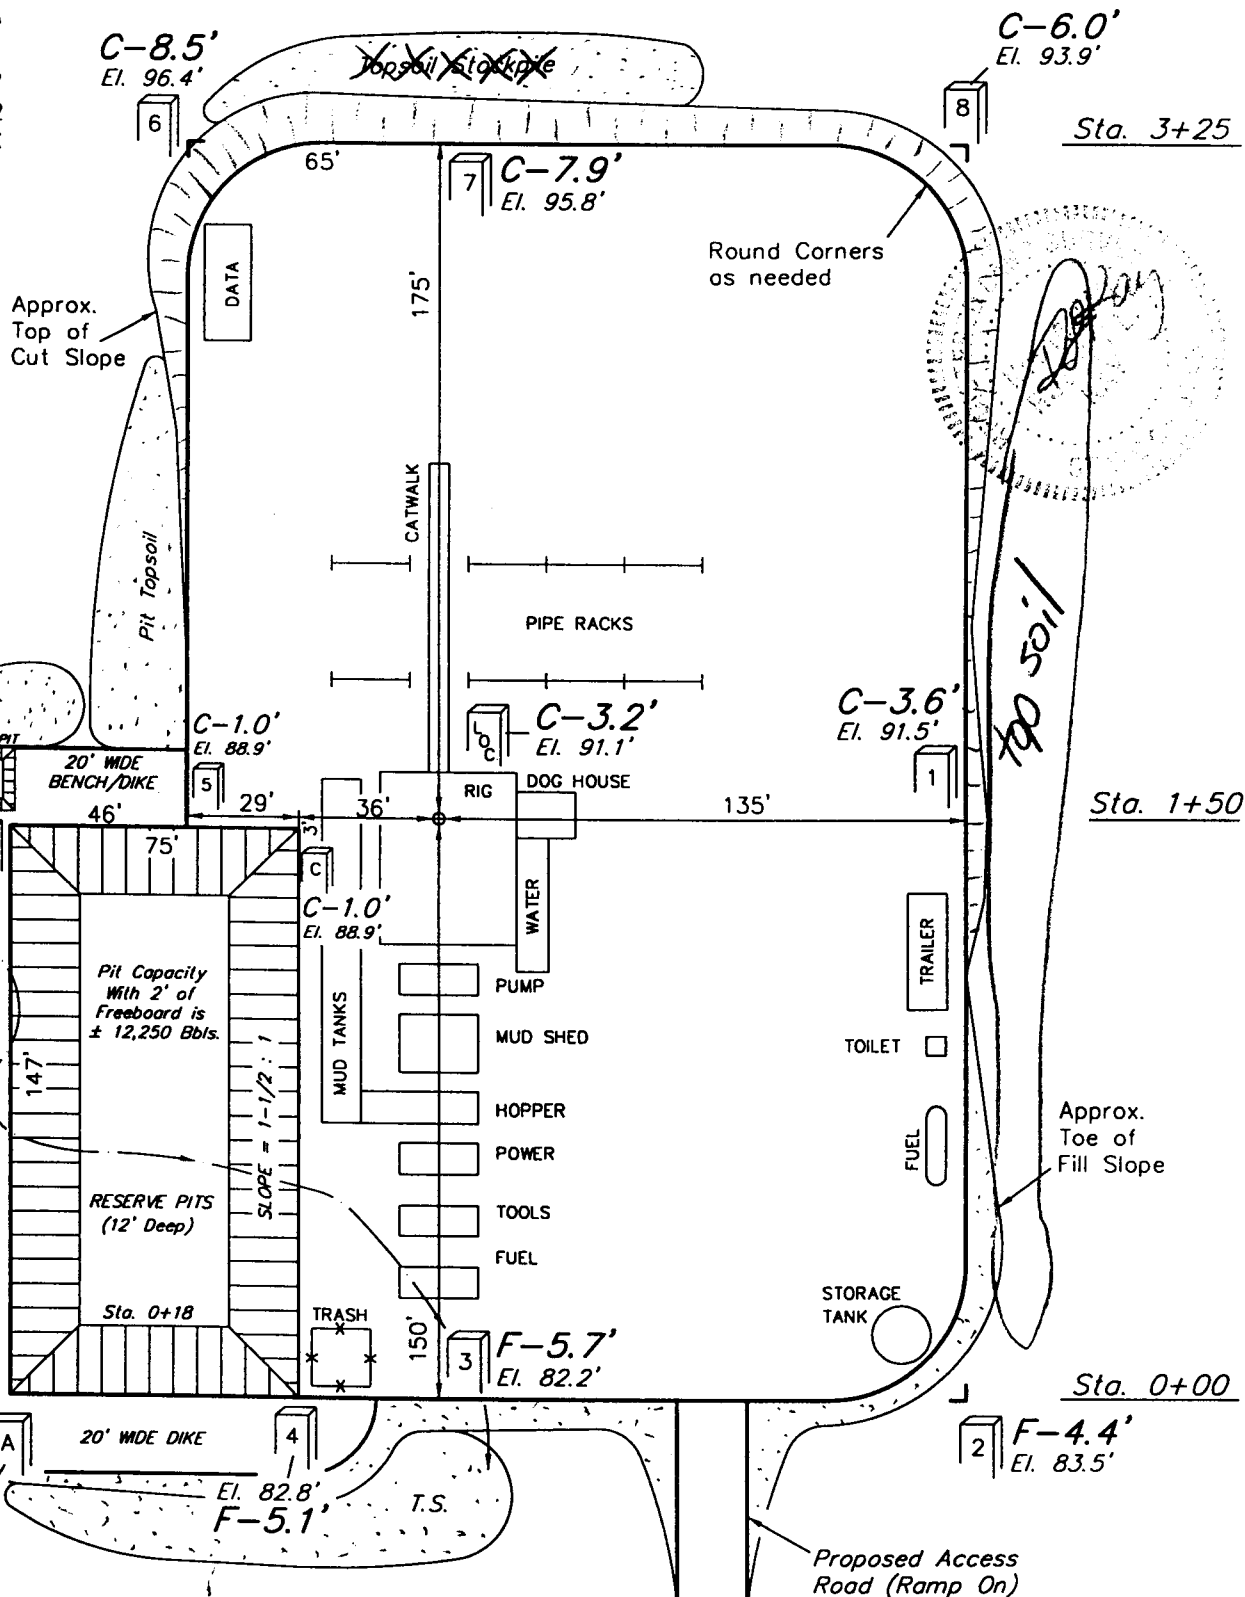 C-8.5'
El. 96.4'
6
Topsoil Stockpile
C-6.0'
El. 93.9'
8
Sta. 3+25
65'
7
C-7.9'
El. 95.8'
Round Corners
as needed
175'
DATA
Approx.
Top of
Cut Slope
CATWALK
Pit Topsoil
PIPE RACKS
top soil
C-3.6'
El. 91.5'
1
LOC
C-3.2'
El. 91.1'
C-1.0'
El. 88.9'
5
PIT
20' WIDE
BENCH/DIKE
RIG
DOG HOUSE
46'
29'
36'
135'
Sta. 1+50
75'
3'
C
C-1.0'
El. 88.9'
WATER
TRAILER
Pit Capacity
With 2' of
Freeboard is
± 12,250 Bbls.
PUMP
MUD TANKS
MUD SHED
TOILET
147'
SLOPE = 1-1/2 : 1
HOPPER
POWER
FUEL
Approx.
Toe of
Fill Slope
RESERVE PITS
(12' Deep)
TOOLS
FUEL
Sta. 0+18
TRASH
STORAGE
TANK
150'
3
F-5.7'
El. 82.2'
Sta. 0+00
A
20' WIDE DIKE
4
2
F-4.4'
El. 83.5'
El. 82.8'
F-5.1'
T.S.
Proposed Access
Road (Ramp On)